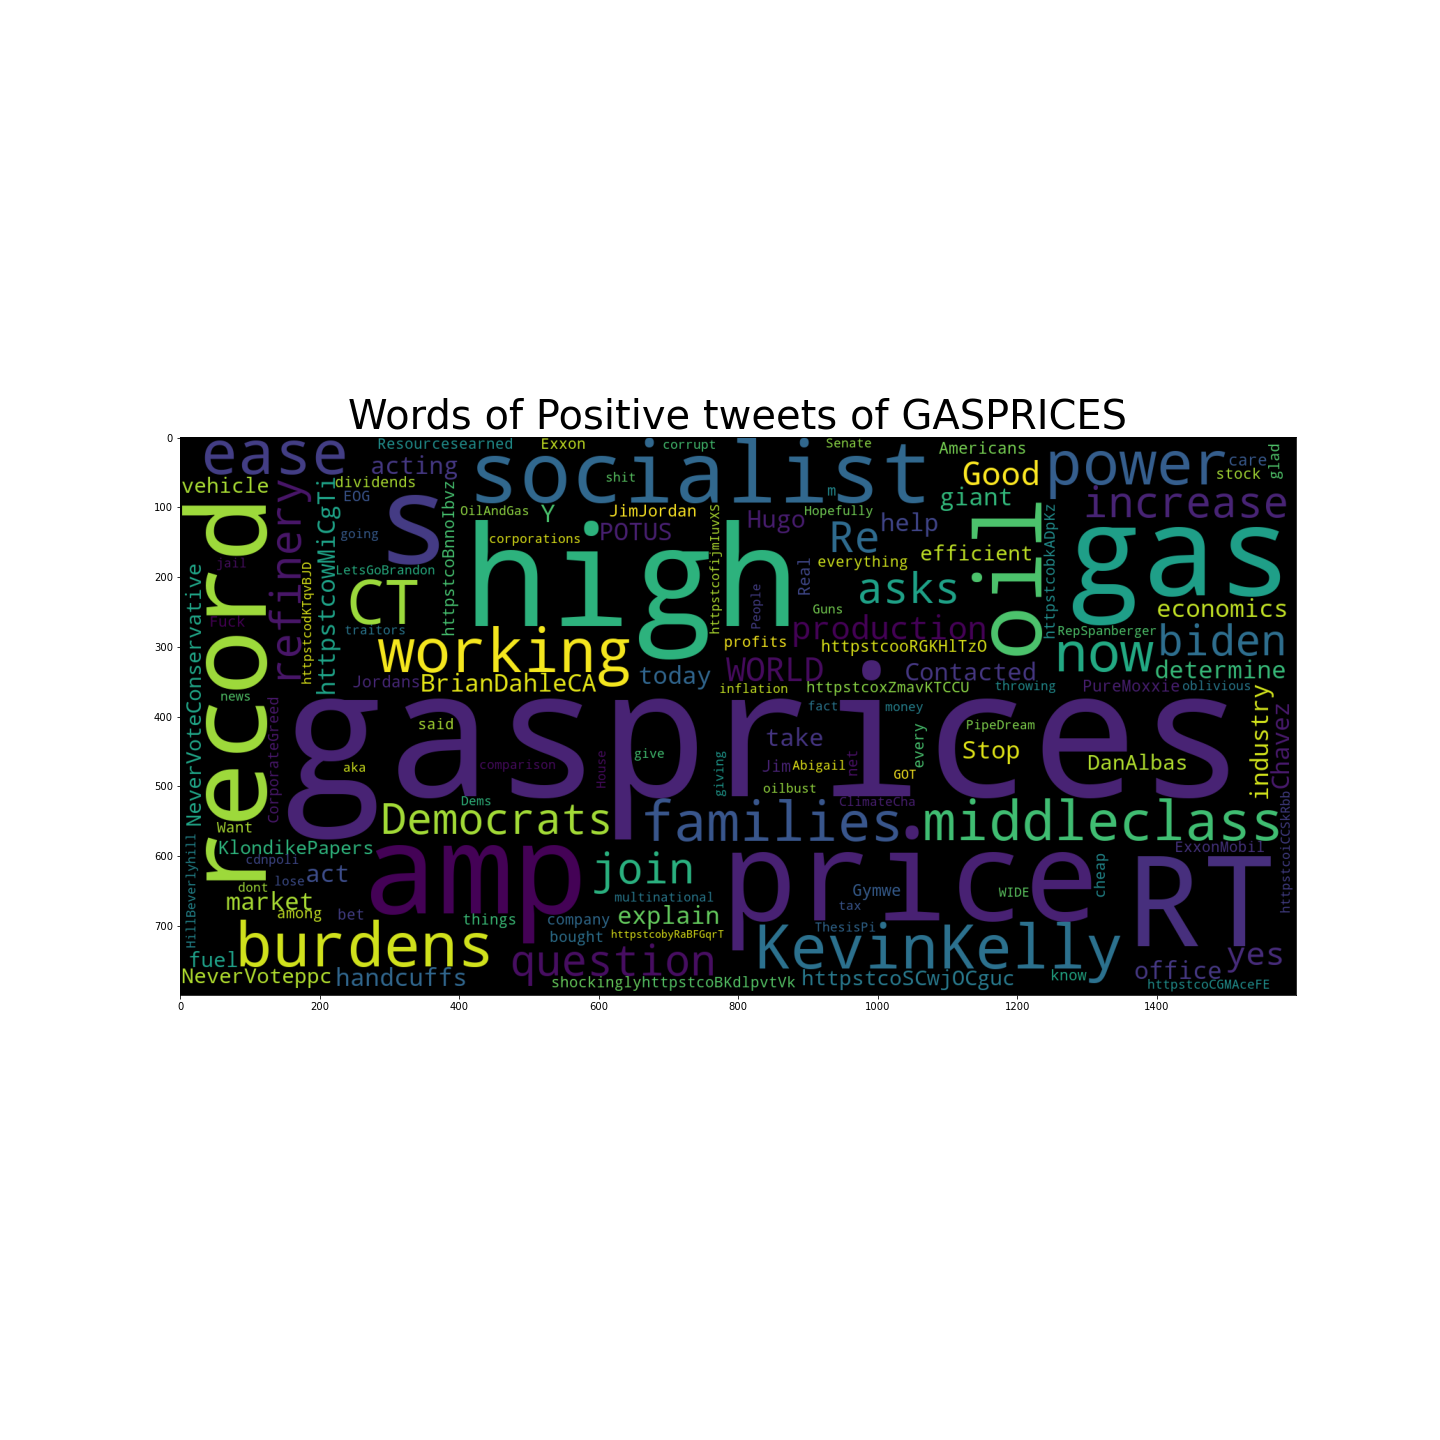 Words of Positive tweets of GASPRICES
0
100
200
300
400
500
600
700
0 200 400 600 800 1000 1200 1400
ease
Resourcesearned
Exxon
corrupt
Senate
Americans
power
care
glad
acting
socialist
shit
Good
stock
vehicle
dividends
EOG
s
m
giant
increase
record
refinery
httpstcowMiCgTi
httpstcoBnnolbvz
OilAndGas
Y
JimJordan
Hugo
Hopefully
help
oil
httpstcobkADpKz
gas
going
corporations
POTUS
httpstcofijmIuvXS
Re
efficient
jail
LetsGoBrandon
high
everything
Real
asks
People
Guns
economics
Fuck
httpstcodKTqvBJD
CT
traitors
profits
production
httpstcooRGKHlTzO
RepSpanberger
biden
NeverVoteConservative
working
today
WORLD
Contacted
now
determine
Jordans
BrianDahleCA
inflation
httpstcoxZmavKTCCU
throwing
PureMoxxie
oblivious
news
gasprices
fact
money
CorporateGreed
said
take
every
PipeDream
industry
Chavez
aka
comparison
House
give
giving
Jim
Abigail
net
GOT
Stop
DanAlbas
oilbust
Dems
ClimateCha
Want
Democrats
families
middleclass
KlondikePapers
amp
price
ExxonMobil
httpstcoiCCSkRbb
HillBeverlyhill
cdnpoli
dont
lose
act
join
Gymwe
WIDE
cheap
RT
market
among
bet
things
multinational
company
explain
tax
bought
httpstcobyRaBFGqrT
ThesisPi
fuel
burdens
question
KevinKelly
yes
NeverVoteppc
handcuffs
shockinglyhttpstcoBKdlpvtVk
httpstcoSCwjOCguc
know
office
httpstcoCGMAceFE